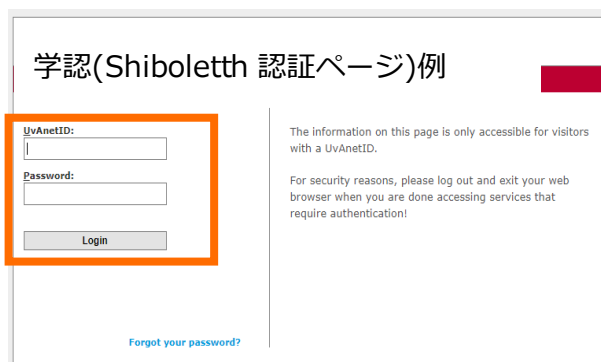 学認(Shiboletth 認証ページ)例
UvAnetID:
Password:
Login
Forgot your password?
The information on this page is only accessible for visitors
with a UvAnetID.
For security reasons, please log out and exit your web
browser when you are done accessing services that
require authentication!